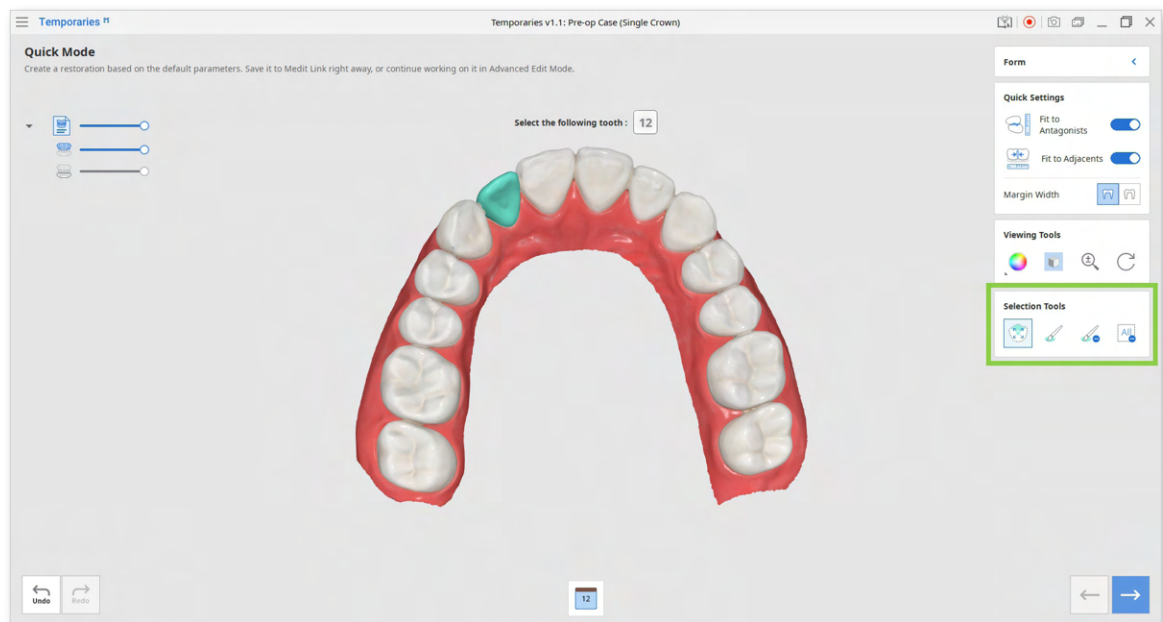 Temporaries
Temporaries v1.1: Pre-op Case (Single Crown)
Quick Mode
Create a restoration based on the default parameters. Save it to Medit Link right away, or continue working on it in Advanced Edit Mode.
Select the following tooth : 12
Form
Quick Settings
Fit to
Antagonists
Fit to Adjacents
Margin Width
Viewing Tools
Selection Tools
All
Undo
Redo
12